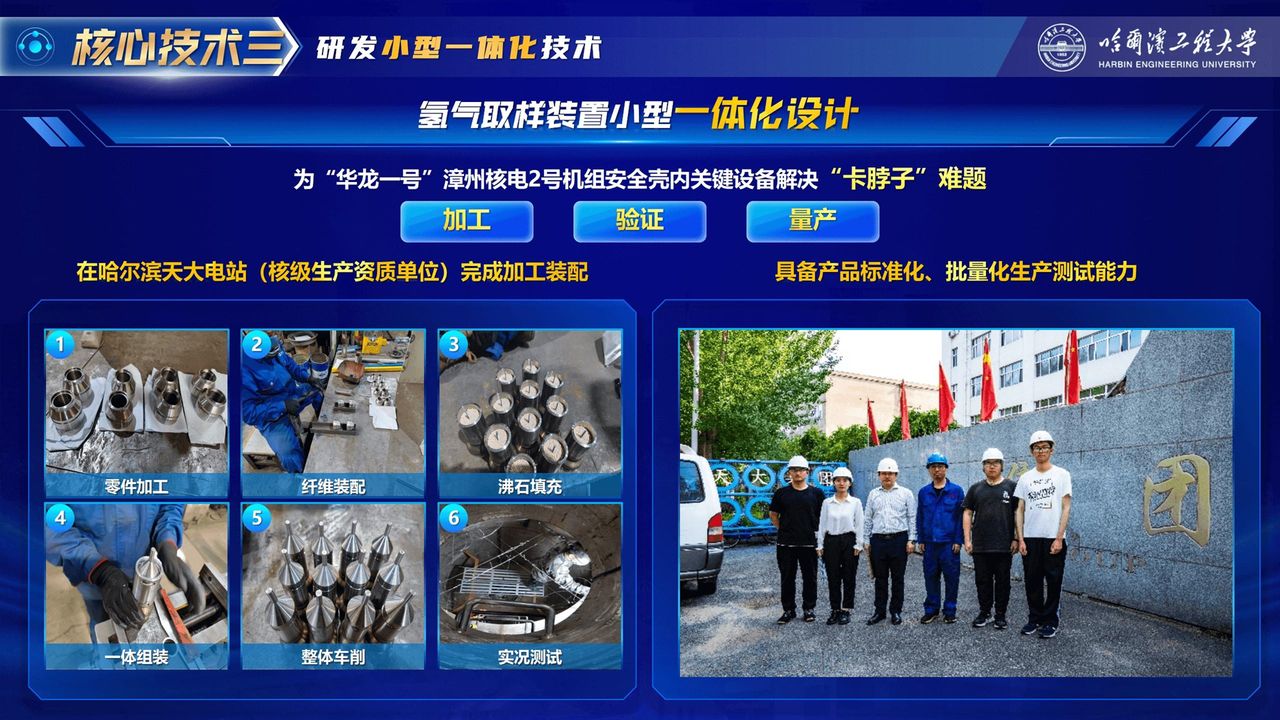 核心技术三
研发小型一体化技术
哈尔滨工程大学
HARBIN ENGINEERING UNIVERSITY
氢气取样装置小型一体化设计
为“华龙一号”漳州核电2号机组安全壳内关键设备解决“卡脖子”难题
加工
验证
量产
在哈尔滨天大电站（核级生产资质单位）完成加工装配
具备产品标准化、批量化生产测试能力
1
零件加工
2
纤维装配
3
沸石填充
4
一体组装
5
整体车削
6
实况测试
天大集团
团